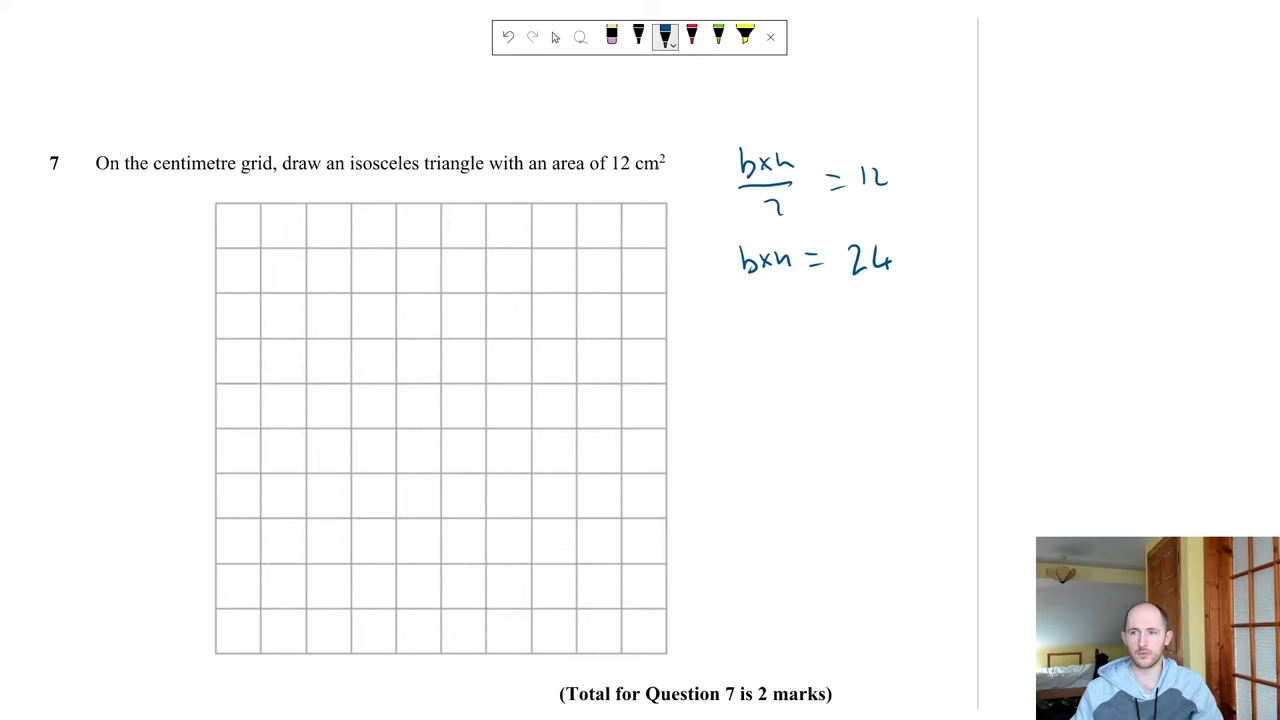 7 On the centimetre grid, draw an isosceles triangle with an area of 12 cm²
b×h
/2 = 12
b×h = 24
(Total for Question 7 is 2 marks)